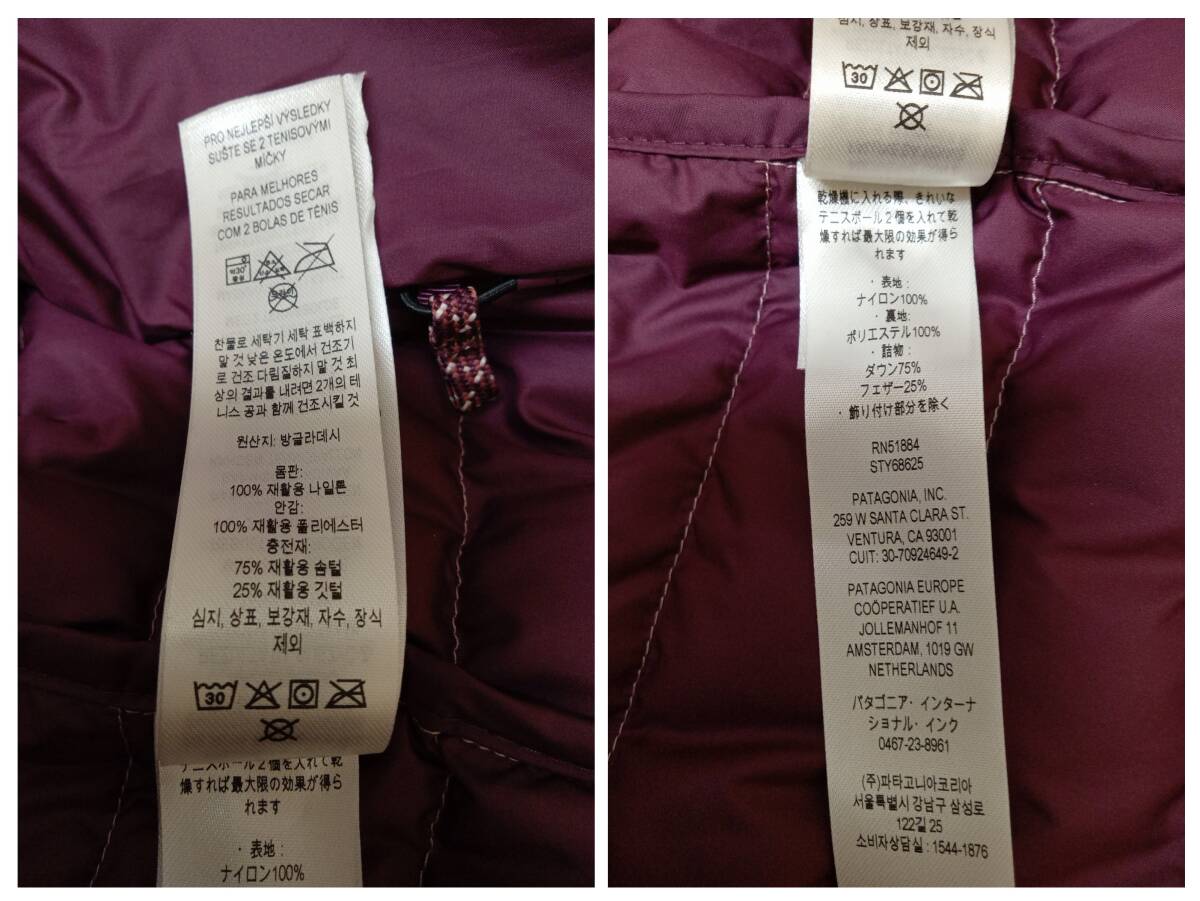 PRO NEJLEPŠÍ VÝSLEDKY
SUŠTE SE 2 TENISOVÝMI
MÍČKY
PARA MELHORES
RESULTADOS SECAR
COM 2 BOLAS DE TÊNIS
약30°
중성
찬물로 세탁기 세탁 표백하지
말 것 낮은 온도에서 건조기
로 건조 다림질하지 말 것 최
상의 결과를 내려면 2개의 테
니스 공과 함께 건조시킬 것
원산지: 방글라데시
몸판:
100% 재활용 나일론
안감:
100% 재활용 폴리에스터
충전재:
75% 재활용 솜털
25% 재활용 깃털
심지, 상표, 보강재, 자수, 장식
제외
30
テニスボール2個を入れて乾
燥すれば最大限の効果が得ら
れます
・表地:
ナイロン100%
심지, 상표, 보강재, 자수, 장식
제외
30
乾燥機に入れる際、きれいな
テニスボール2個を入れて乾
燥すれば最大限の効果が得ら
れます
・表地:
ナイロン100%
・裏地:
ポリエステル100%
・詰物:
ダウン75%
フェザー25%
・飾り付け部分を除く
RN51884
STY68625
PATAGONIA, INC.
259 W SANTA CLARA ST.
VENTURA, CA 93001
CUIT: 30-70924649-2
PATAGONIA EUROPE
COÖPERATIEF U.A.
JOLLEMANHOF 11
AMSTERDAM, 1019 GW
NETHERLANDS
パタゴニア・インターナ
ショナル・インク
0467-23-8961
(주)파타고니아코리아
서울특별시 강남구 삼성로
122길 25
소비자상담실 : 1544-1876